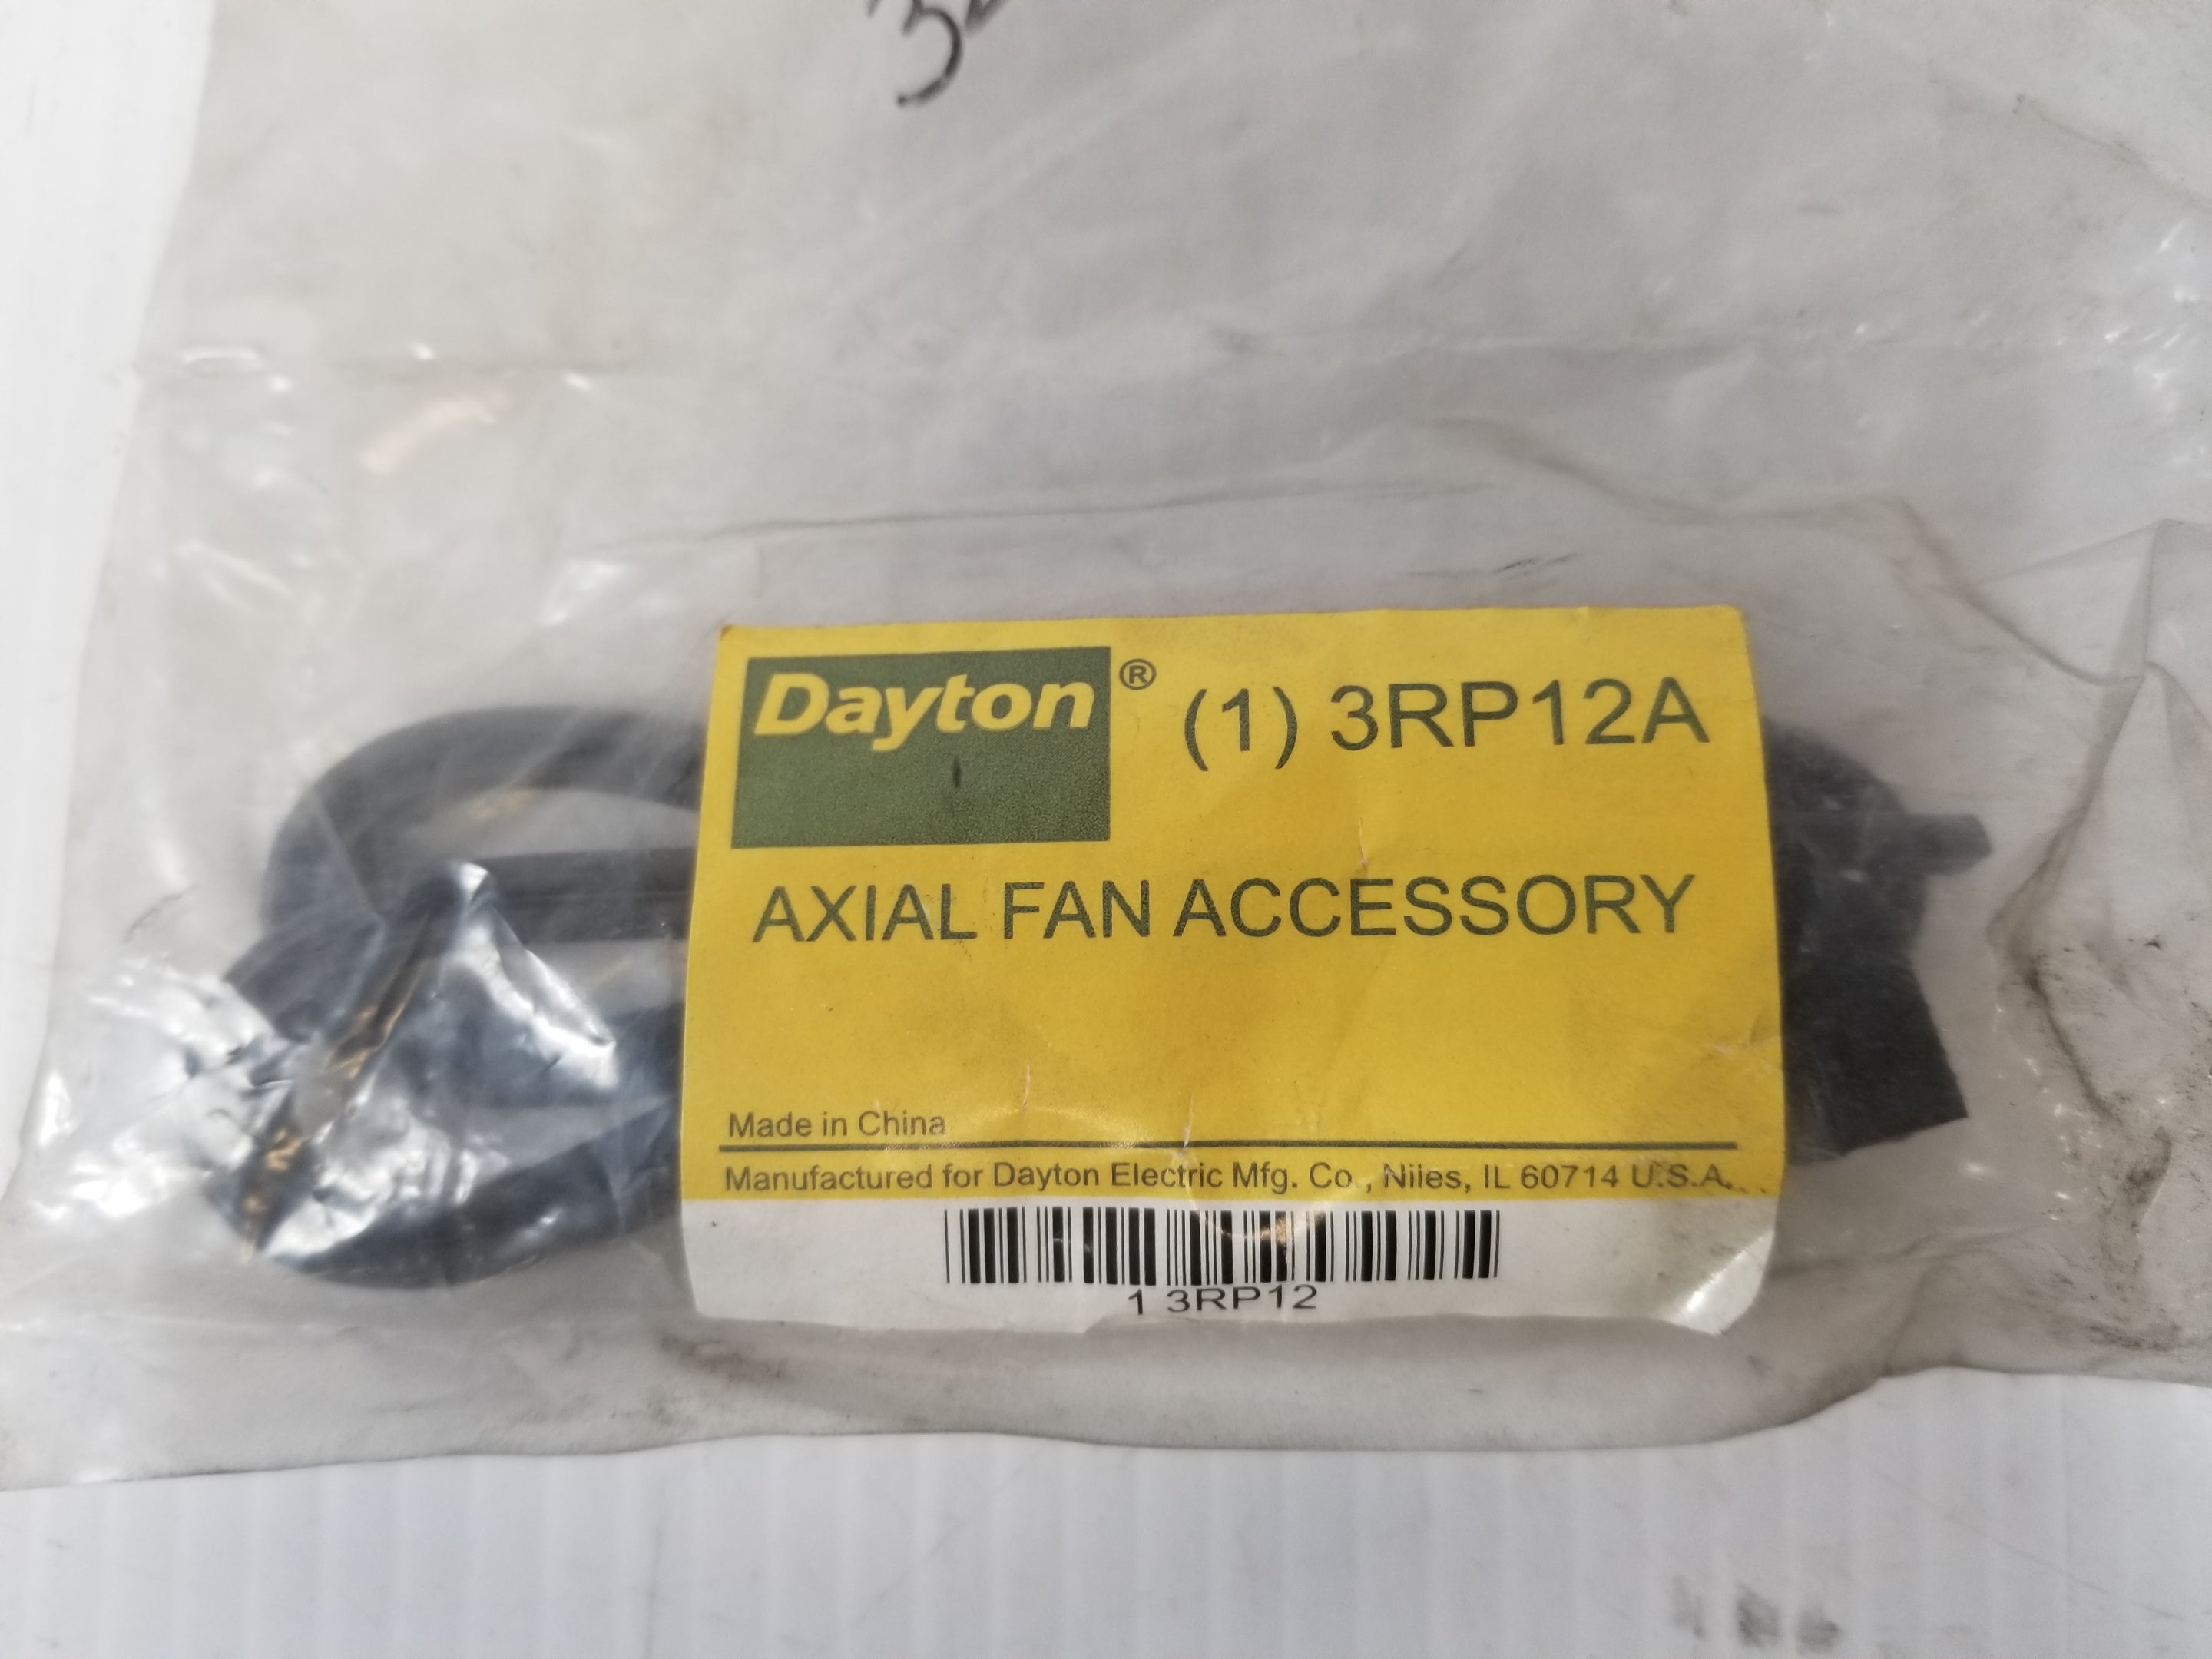 Dayton® (1) 3RP12A
AXIAL FAN ACCESSORY
Made in China
Manufactured for Dayton Electric Mfg. Co., Niles, IL 60714 U.S.A.
1 3RP12